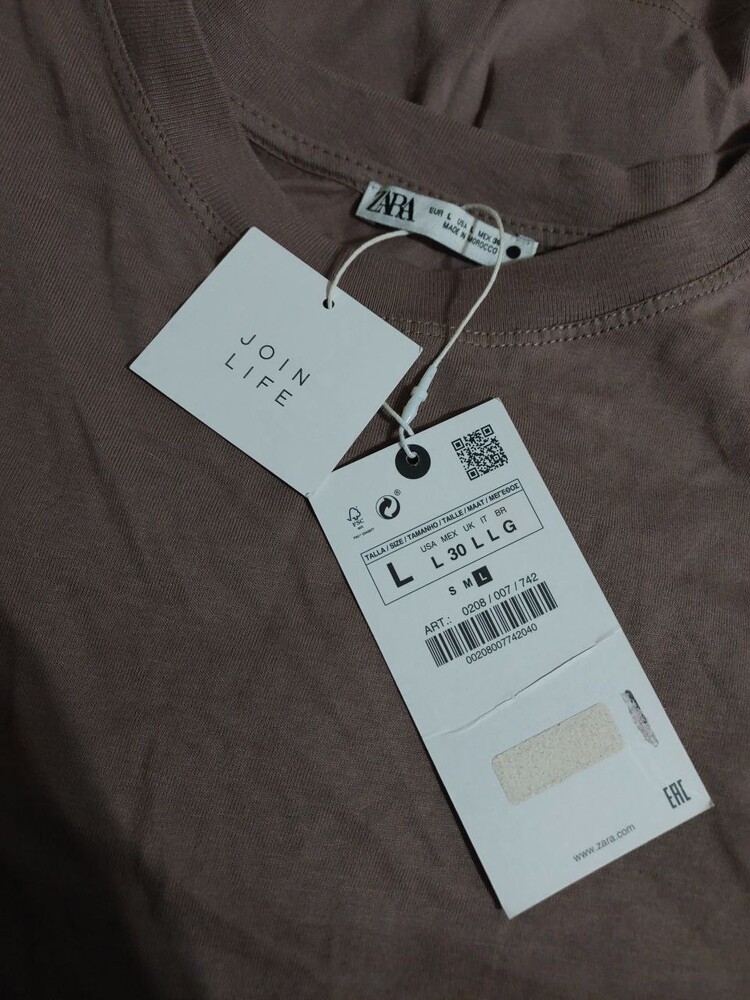 ZARA
EUR L USA L MEX 30
MADE IN MOROCCO
JOIN
LIFE
FSC
TALLA / SIZE / TAMANHO / TAILLE / MAAT / ΜΕΓΕΘΟΣ
USA MEX UK IT BR
L L 30 L L G
S M L
ART.: 0208 / 007 / 742
00208007742040
EAC
www.zara.com